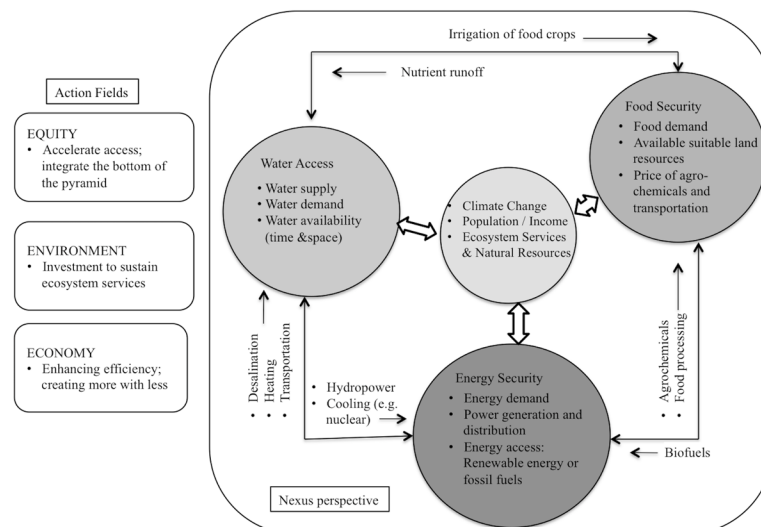 Action Fields
EQUITY
• Accelerate access;
integrate the bottom of
the pyramid
ENVIRONMENT
• Investment to sustain
ecosystem services
ECONOMY
• Enhancing efficiency;
creating more with less
Irrigation of food crops
Nutrient runoff
Water Access
• Water supply
• Water demand
• Water availability
(time &space)
• Climate Change
• Population / Income
• Ecosystem Services
& Natural Resources
Food Security
• Food demand
• Available suitable land
resources
• Price of agro-
chemicals and
transportation
• Desalination
• Heating
• Transportation
• Hydropower
• Cooling (e.g.
nuclear)
Energy Security
• Energy demand
• Power generation and
distribution
• Energy access:
Renewable energy or
fossil fuels
• Agrochemicals
• Food processing
• Biofuels
Nexus perspective